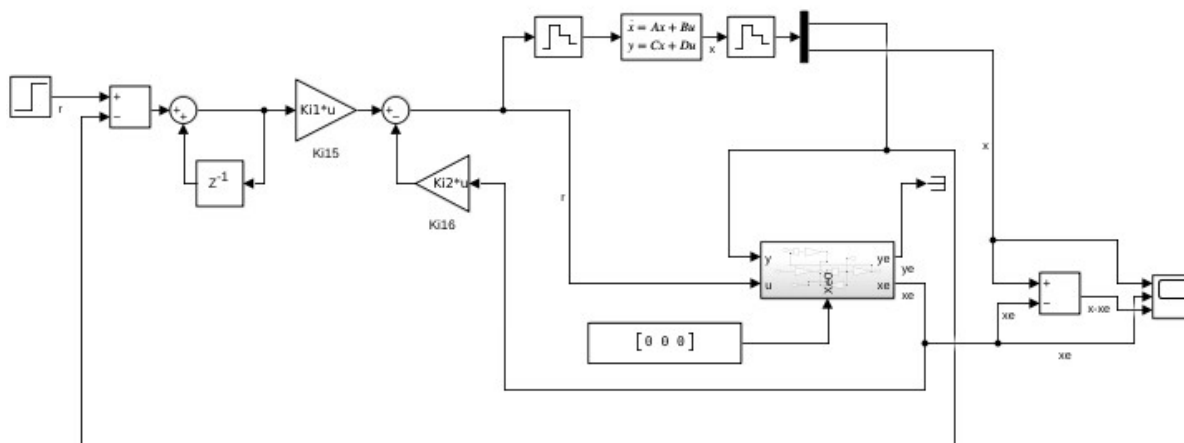 ẋ = Ax + Bu
y = Cx + Du
x
r
+
−
+
+
Ki1*u
Ki15
+
−
Z⁻¹
Ki2*u
Ki16
r
x
y
u
ye
xe
xe0
ye
xe
[0 0 0]
+
−
xe
x-xe
xe